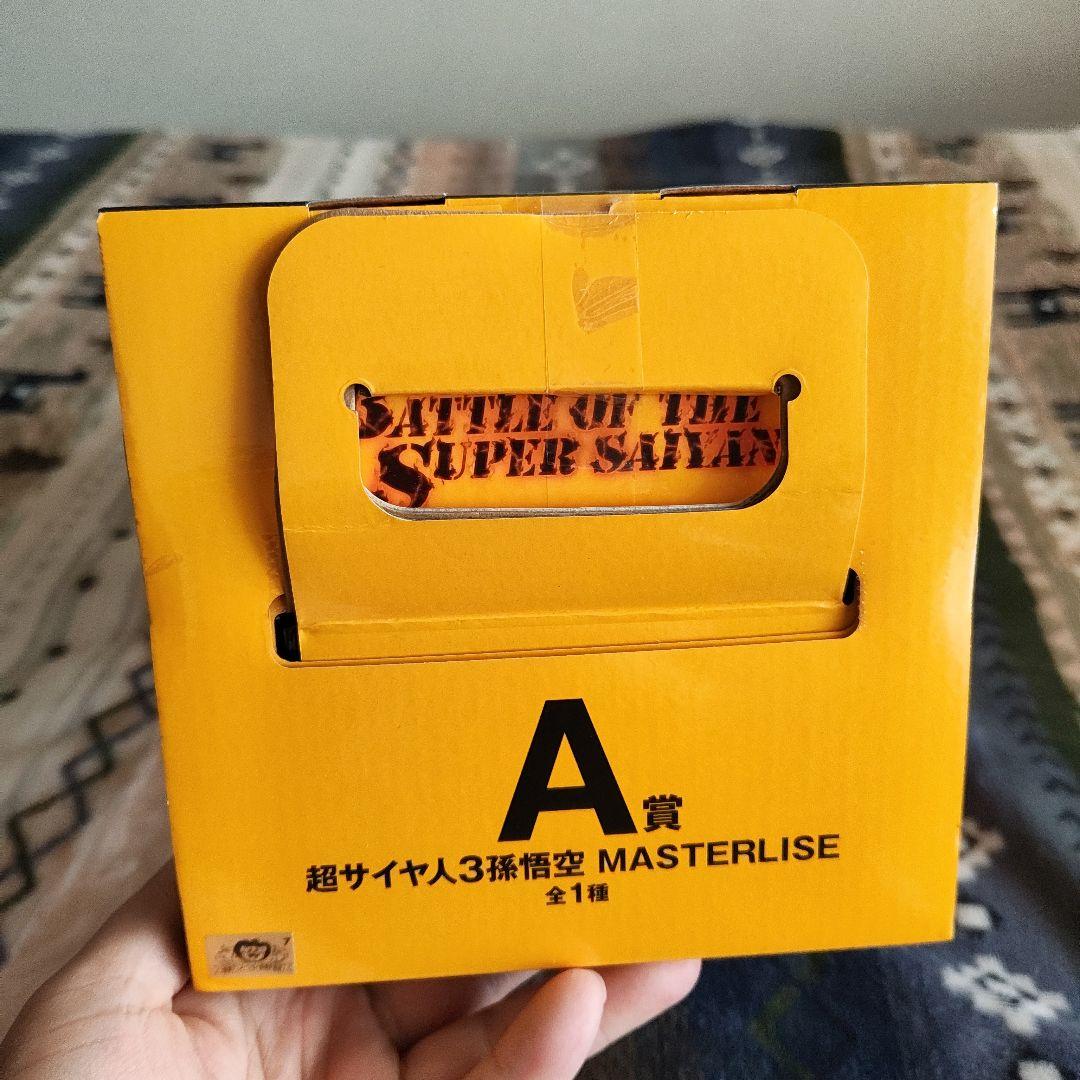 BATTLE OF THE
SUPER SAIYAN
A賞
超サイヤ人3孫悟空 MASTERLISE
全1種
7